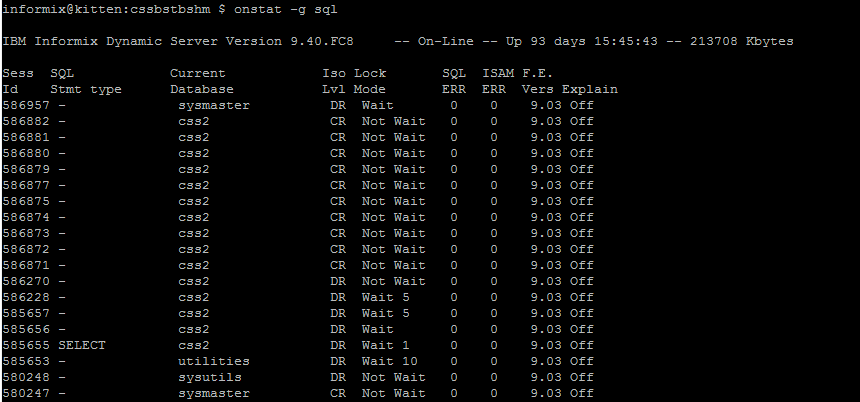 informix@kitten:cssbstbshm $ onstat -g sql
IBM Informix Dynamic Server Version 9.40.FC8     -- On-Line -- Up 93 days 15:45:43 -- 213708 Kbytes
Sess  SQL            Current            Iso Lock       SQL  ISAM F.E.
Id    Stmt type      Database           Lvl Mode       ERR  ERR  Vers Explain
586957 -              sysmaster          DR  Wait       0    0    9.03 Off
586882 -              css2               CR  Not Wait   0    0    9.03 Off
586881 -              css2               CR  Not Wait   0    0    9.03 Off
586880 -              css2               CR  Not Wait   0    0    9.03 Off
586879 -              css2               CR  Not Wait   0    0    9.03 Off
586877 -              css2               CR  Not Wait   0    0    9.03 Off
586875 -              css2               CR  Not Wait   0    0    9.03 Off
586874 -              css2               CR  Not Wait   0    0    9.03 Off
586873 -              css2               CR  Not Wait   0    0    9.03 Off
586872 -              css2               CR  Not Wait   0    0    9.03 Off
586871 -              css2               CR  Not Wait   0    0    9.03 Off
586270 -              css2               DR  Not Wait   0    0    9.03 Off
586228 -              css2               DR  Wait 5     0    0    9.03 Off
585657 -              css2               DR  Wait 5     0    0    9.03 Off
585656 -              css2               DR  Wait       0    0    9.03 Off
585655 SELECT         css2               DR  Wait 1     0    0    9.03 Off
585653 -              utilities          DR  Wait 10    0    0    9.03 Off
580248 -              sysutils           DR  Not Wait   0    0    9.03 Off
580247 -              sysmaster          CR  Not Wait   0    0    9.03 Off